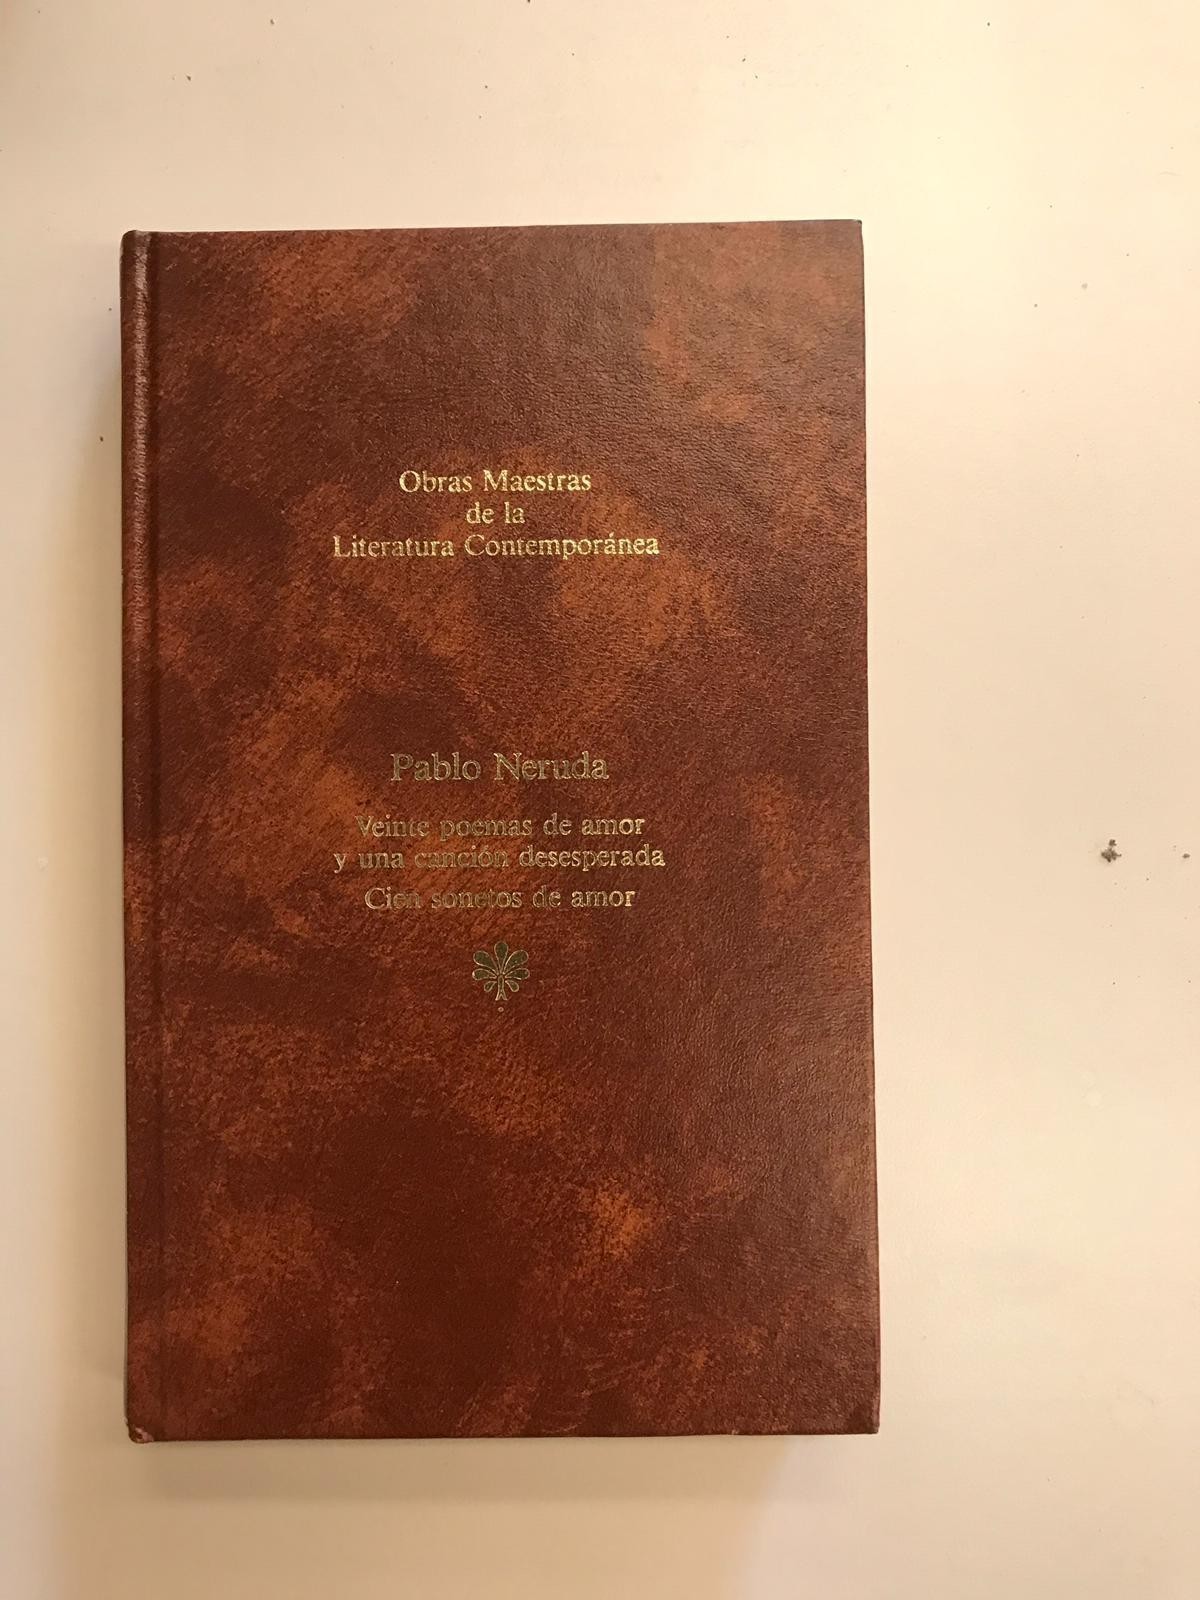 Obras Maestras
de la
Literatura Contemporánea
Pablo Neruda
Veinte poemas de amor
y una canción desesperada
Cien sonetos de amor